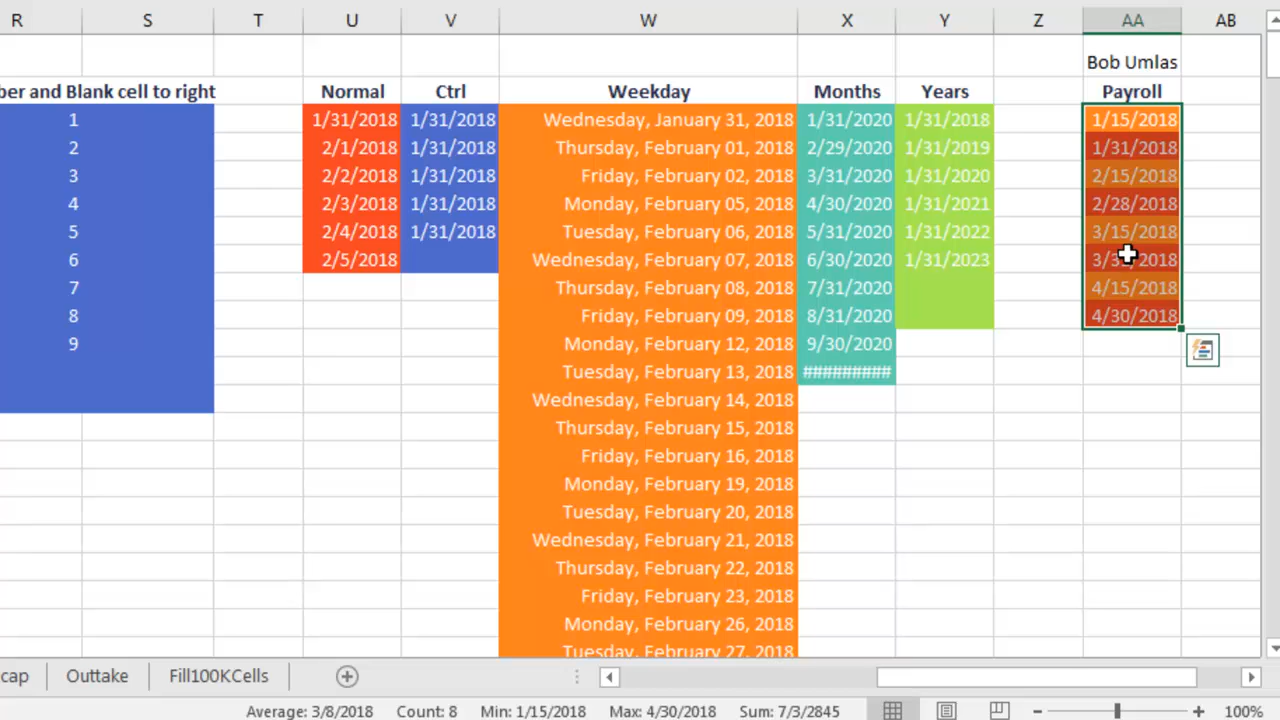 R S T U V W X Y Z AA AB
Bob Umlas
ber and Blank cell to right Normal Ctrl Weekday Months Years Payroll
1 1/31/2018 1/31/2018 Wednesday, January 31, 2018 1/31/2020 1/31/2018 1/15/2018
2 2/1/2018 1/31/2018 Thursday, February 01, 2018 2/29/2020 1/31/2019 1/31/2018
3 2/2/2018 1/31/2018 Friday, February 02, 2018 3/31/2020 1/31/2020 2/15/2018
4 2/3/2018 1/31/2018 Monday, February 05, 2018 4/30/2020 1/31/2021 2/28/2018
5 2/4/2018 1/31/2018 Tuesday, February 06, 2018 5/31/2020 1/31/2022 3/15/2018
6 2/5/2018 Wednesday, February 07, 2018 6/30/2020 1/31/2023
7 Thursday, February 08, 2018 7/31/2020 4/15/2018
8 Friday, February 09, 2018 8/31/2020 4/30/2018
9 Monday, February 12, 2018 9/30/2020
Tuesday, February 13, 2018 #########
Wednesday, February 14, 2018
Thursday, February 15, 2018
Friday, February 16, 2018
Monday, February 19, 2018
Tuesday, February 20, 2018
Wednesday, February 21, 2018
Thursday, February 22, 2018
Friday, February 23, 2018
Monday, February 26, 2018
Tuesday, February 27, 2018
cap Outtake Fill100KCells
Average: 3/8/2018 Count: 8 Min: 1/15/2018 Max: 4/30/2018 Sum: 7/3/2845 100%